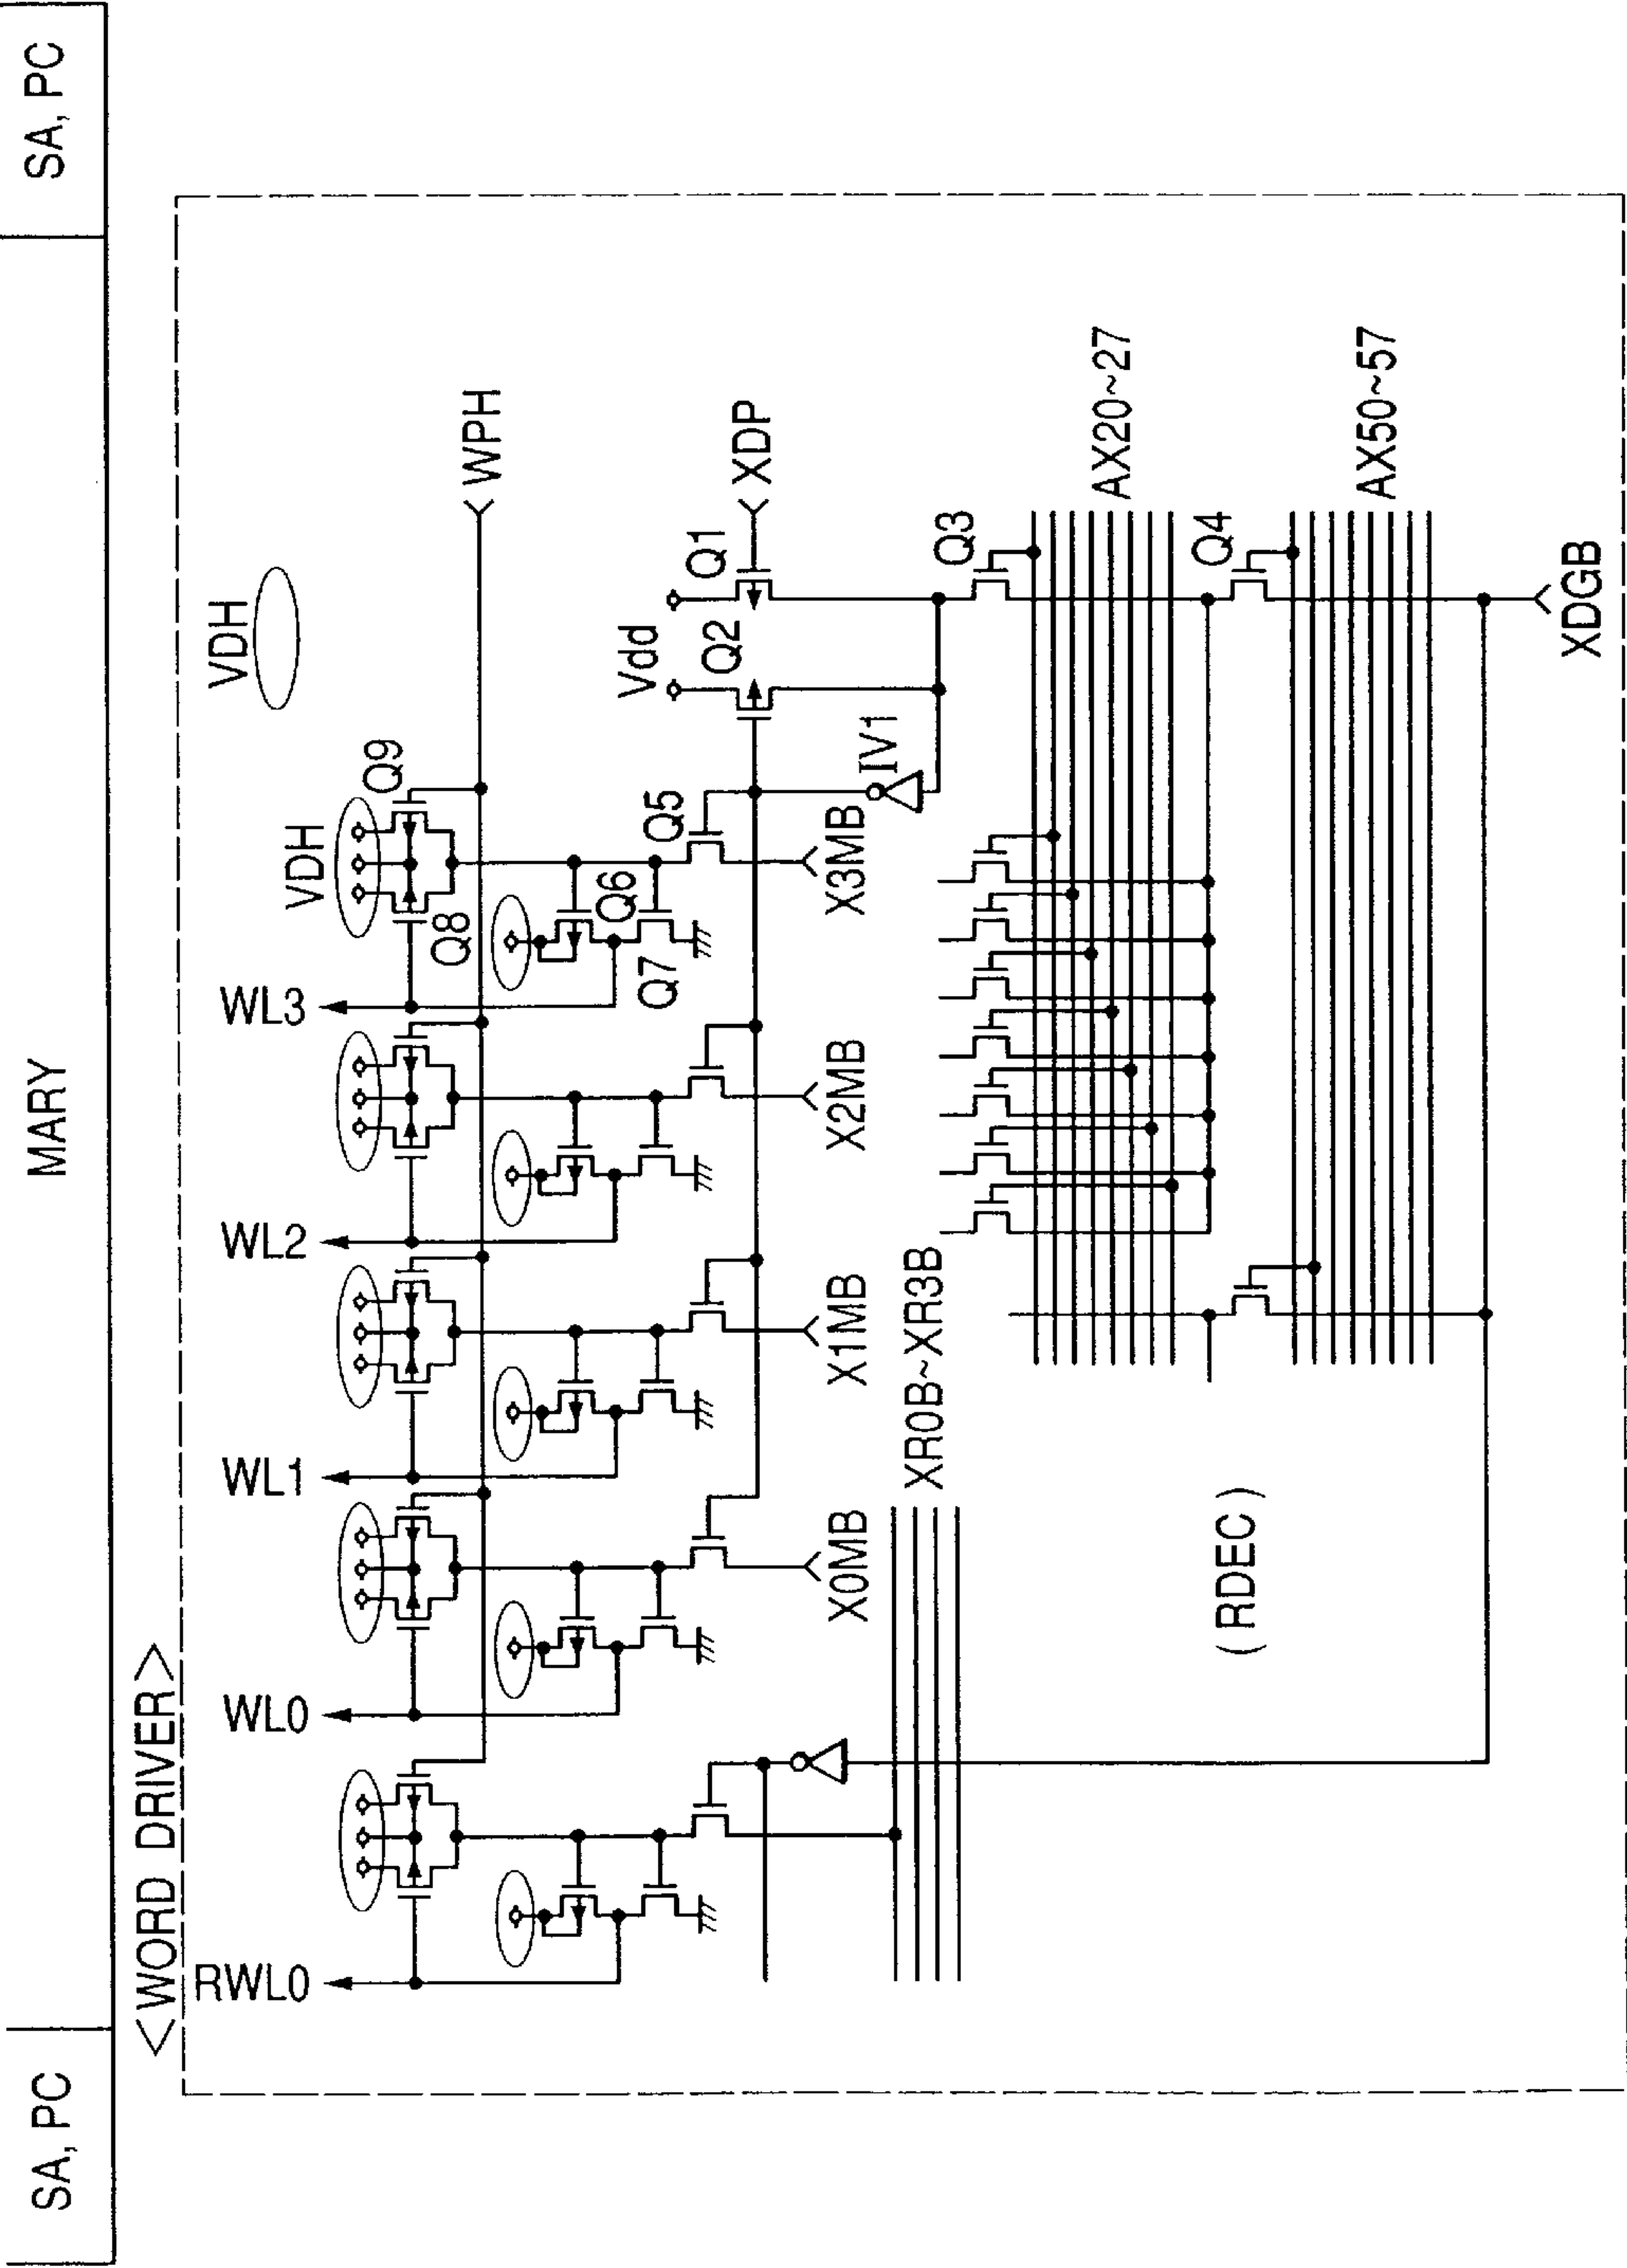 SA, PC
MARY
SA, PC
<WORD DRIVER>
RWL0
WL0
WL1
WL2
WL3
VDH
VDH
Q8
Q9
WPH
Q6
Q7
Q5
Vdd
Q2
Q1
XDP
IV1
X0MB
X1MB
X2MB
X3MB
XR0B~XR3B
Q3
AX20~27
(RDEC)
Q4
AX50~57
XDGB